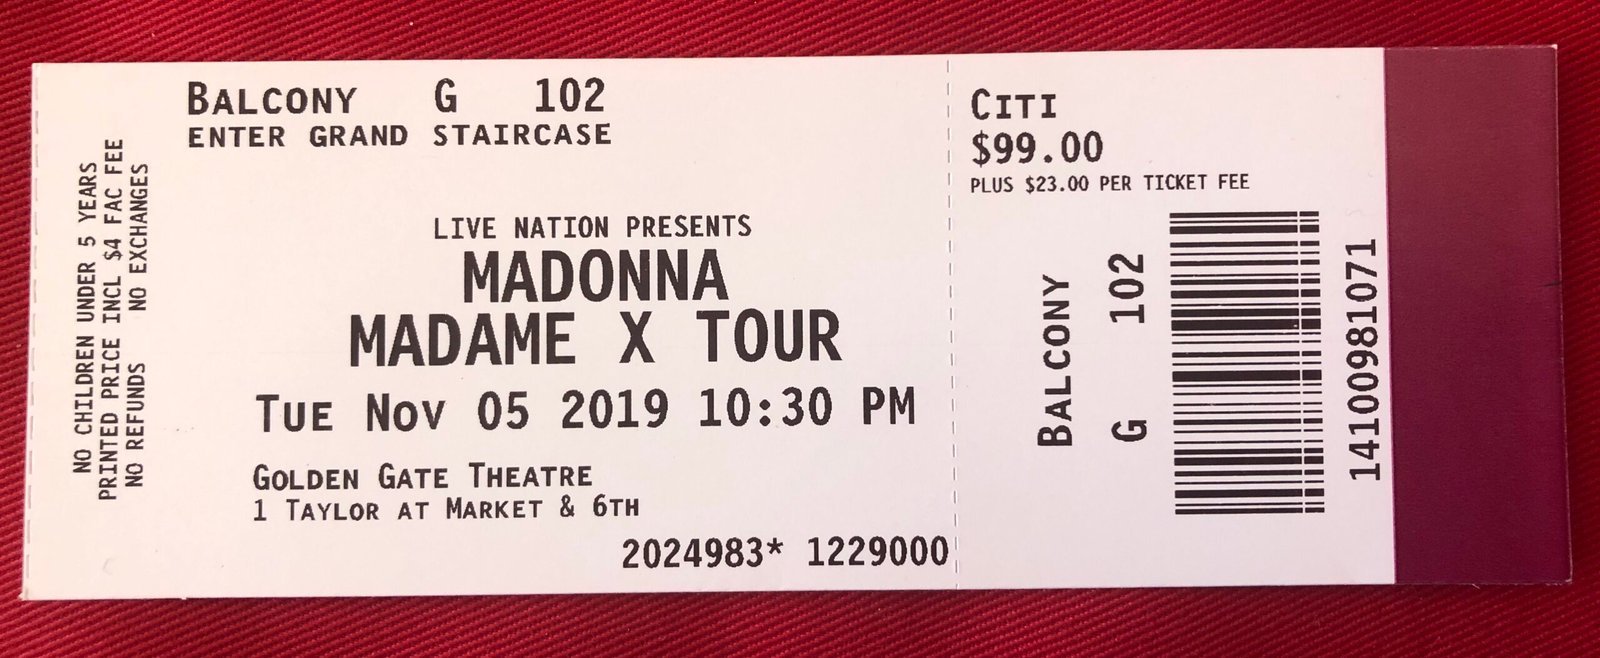 NO CHILDREN UNDER 5 YEARS
PRINTED PRICE INCL $4 FAC FEE
NO REFUNDS NO EXCHANGES
BALCONY G 102
ENTER GRAND STAIRCASE
LIVE NATION PRESENTS
MADONNA
MADAME X TOUR
TUE NOV 05 2019 10:30 PM
GOLDEN GATE THEATRE
1 TAYLOR AT MARKET & 6TH
2024983* 1229000
CITI
$99.00
PLUS $23.00 PER TICKET FEE
BALCONY
G 102
1410098107​1